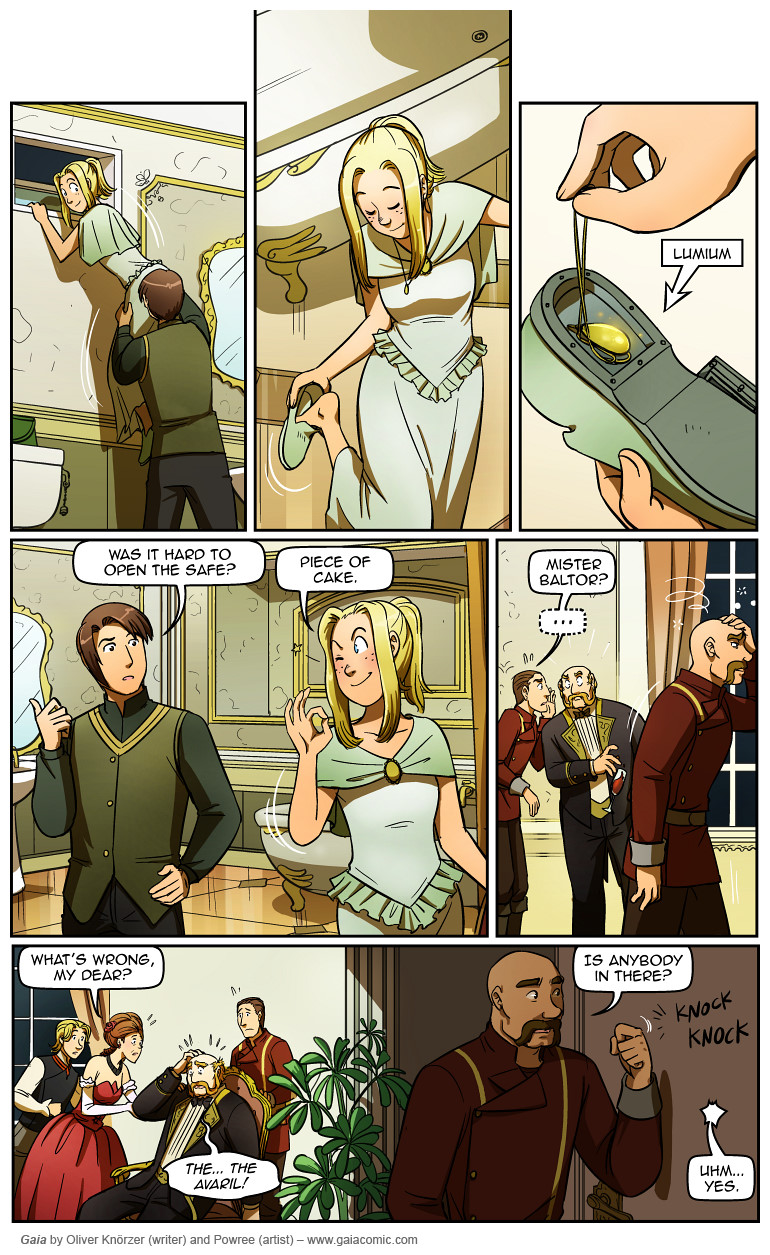 LUMIUM
WAS IT HARD TO
OPEN THE SAFE?
PIECE OF
CAKE.
MISTER
BALTOR?
...
WHAT'S WRONG,
MY DEAR?
THE... THE
AVARIL!
IS ANYBODY
IN THERE?
KNOCK
KNOCK
UHM...
YES.
Gaia by Oliver Knörzer (writer) and Powree (artist) – www.gaiacomic.com